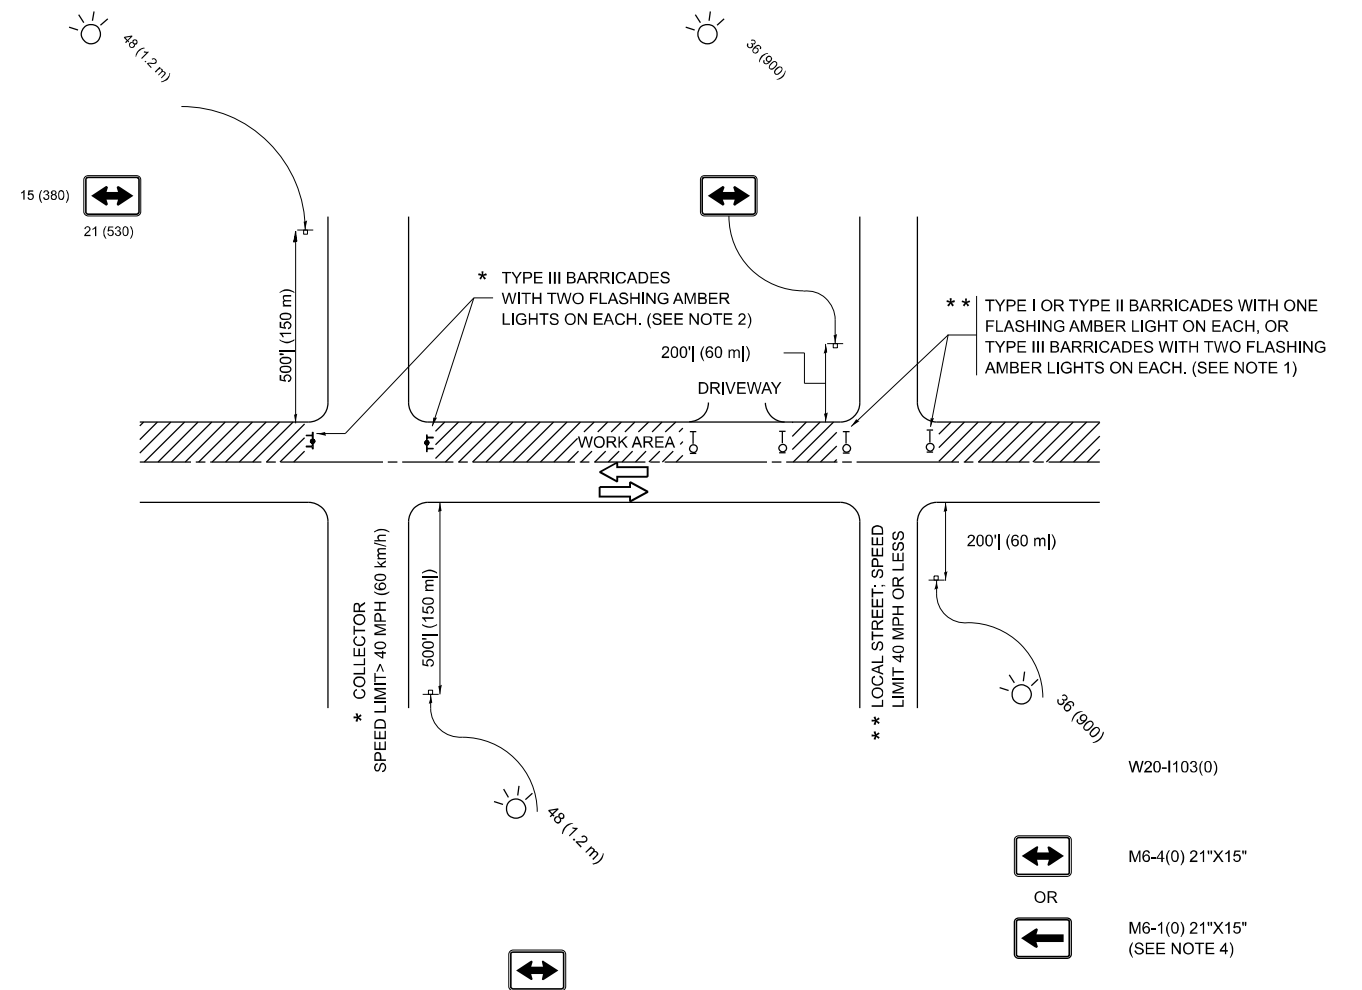 48 (1.2 m)
36 (900)
15 (380)
21 (530)
500'| (150 m)
* TYPE III BARRICADES
WITH TWO FLASHING AMBER
LIGHTS ON EACH. (SEE NOTE 2)
200'| (60 m|)
DRIVEWAY
* * TYPE I OR TYPE II BARRICADES WITH ONE
FLASHING AMBER LIGHT ON EACH, OR
TYPE III BARRICADES WITH TWO FLASHING
AMBER LIGHTS ON EACH. (SEE NOTE 1)
WORK AREA
* COLLECTOR
SPEED LIMIT> 40 MPH (60 km/h)
500'| (150 m|)
* * LOCAL STREET; SPEED
LIMIT 40 MPH OR LESS
200'| (60 m|)
36 (900)
48 (1.2 m)
W20-I103(0)
M6-4(0) 21"X15"
OR
M6-1(0) 21"X15"
(SEE NOTE 4)